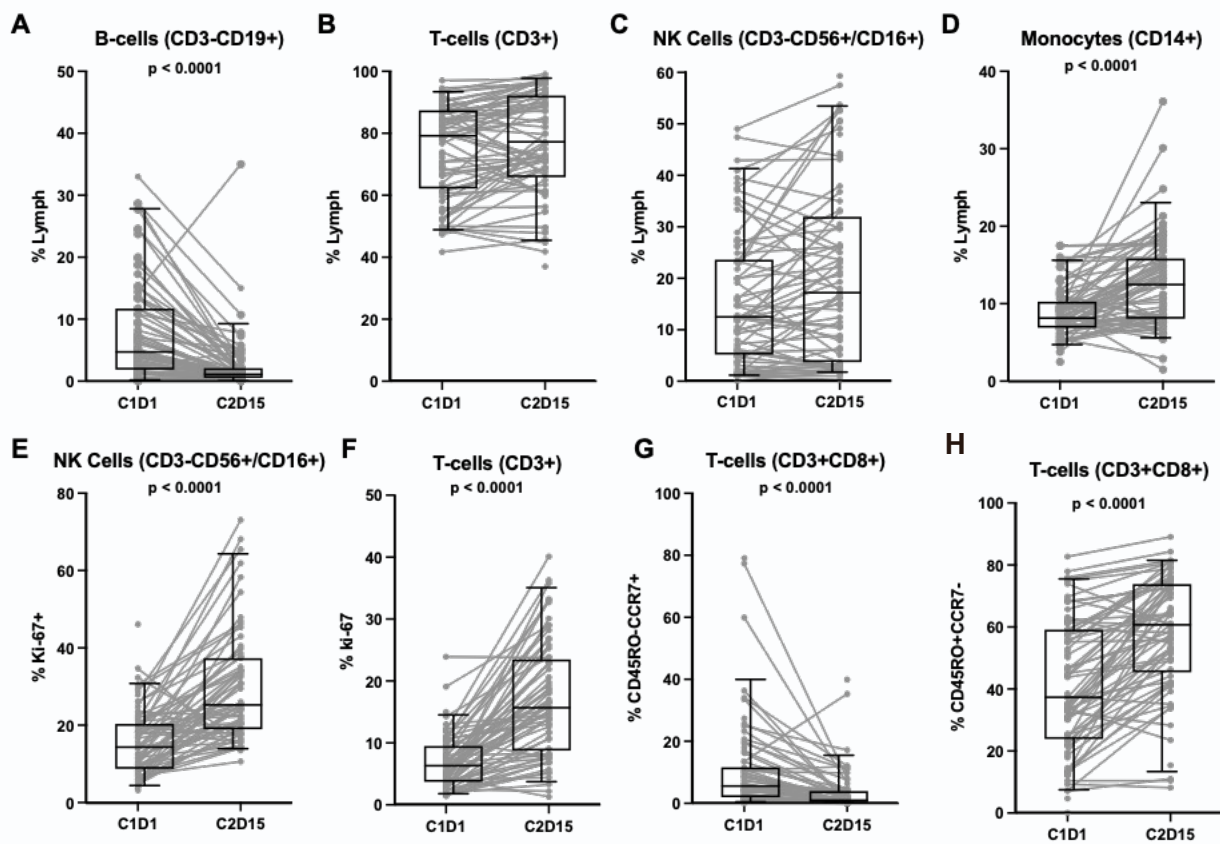 A
B-cells (CD3-CD19+)
p < 0.0001
% Lymph
50
40
30
20
10
0
C1D1
C2D15
B
T-cells (CD3+)
% Lymph
100
80
60
40
20
0
C1D1
C2D15
C
NK Cells (CD3-CD56+/CD16+)
% Lymph
60
50
40
30
20
10
0
C1D1
C2D15
D
Monocytes (CD14+)
p < 0.0001
% Lymph
40
30
20
10
0
C1D1
C2D15
E
NK Cells (CD3-CD56+/CD16+)
p < 0.0001
% Ki-67+
80
60
40
20
0
C1D1
C2D15
F
T-cells (CD3+)
p < 0.0001
% ki-67
50
40
30
20
10
0
C1D1
C2D15
G
T-cells (CD3+CD8+)
p < 0.0001
% CD45RO-CCR7+
100
80
60
40
20
0
C1D1
C2D15
H
T-cells (CD3+CD8+)
p < 0.0001
% CD45RO+CCR7-
100
80
60
40
20
0
C1D1
C2D15